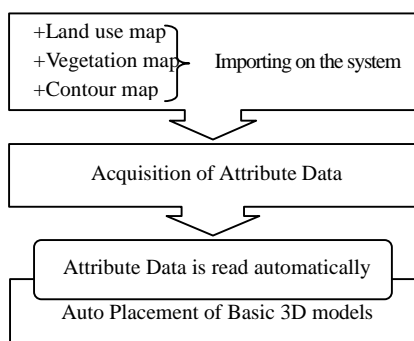 +Land use map
+Vegetation map Importing on the system
+Contour map
Acquisition of Attribute Data
Attribute Data is read automatically
Auto Placement of Basic 3D models